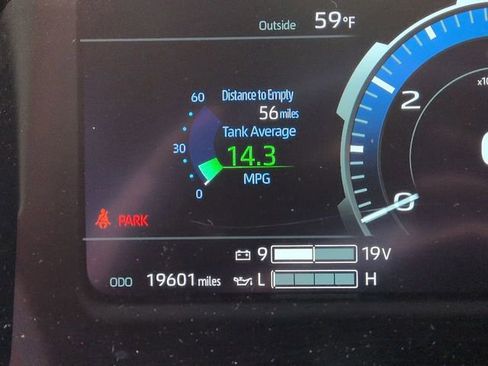 Outside 59°F
60 Distance to Empty
56 miles
Tank Average
30 14.3
MPG
0
PARK
9 19V
ODO 19601 miles L H
2
0
x10